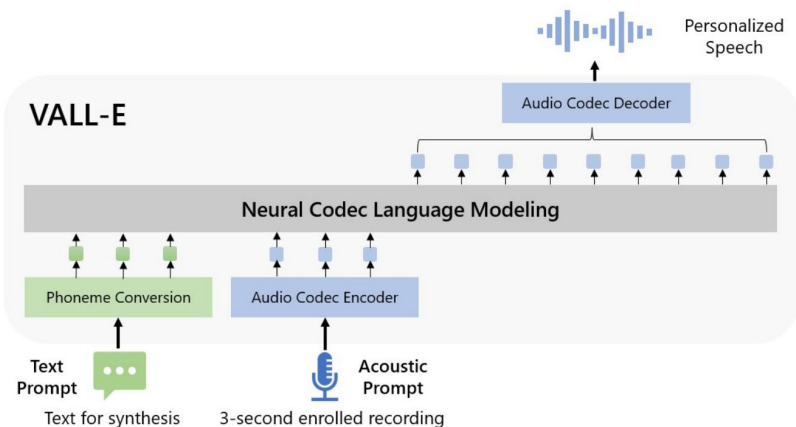 Personalized
Speech
Audio Codec Decoder
VALL-E
Neural Codec Language Modeling
Phoneme Conversion
Audio Codec Encoder
Text
Prompt
Acoustic
Prompt
Text for synthesis
3-second enrolled recording